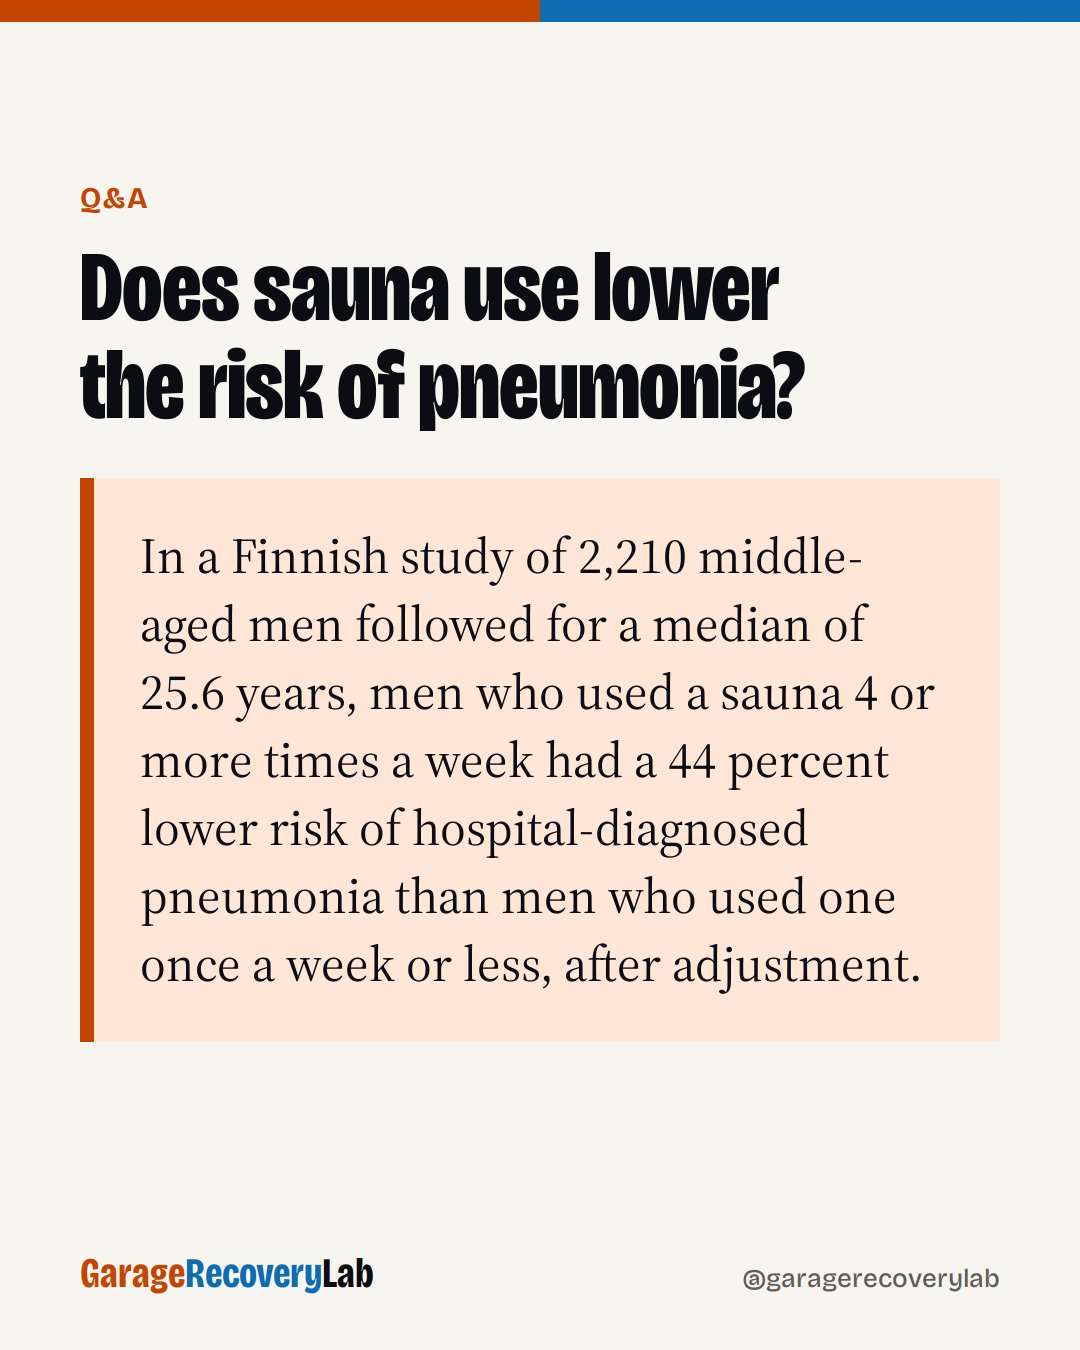 Q&A
Does sauna use lower
the risk of pneumonia?
In a Finnish study of 2,210 middle-
aged men followed for a median of
25.6 years, men who used a sauna 4 or
more times a week had a 44 percent
lower risk of hospital-diagnosed
pneumonia than men who used one
once a week or less, after adjustment.
GarageRecoveryLab
@garagerecoverylab